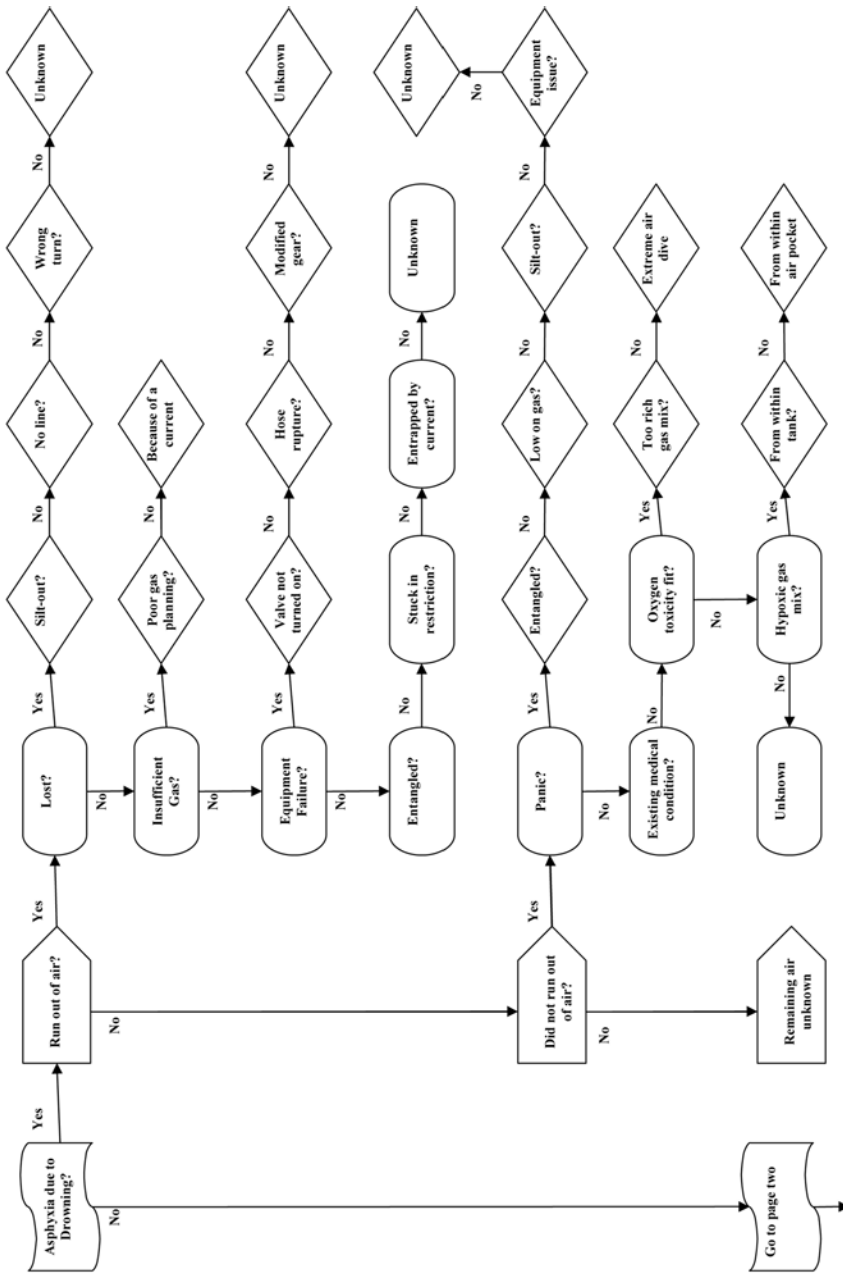 Asphyxia due to
Drowning?
Yes
No
Run out of air?
Yes
No
Lost?
Yes
No
Silt-out?
No
No line?
No
Wrong
turn?
No
Unknown
Insufficient
Gas?
Yes
No
Poor gas
planning?
No
Because of a
current
Equipment
Failure?
Yes
No
Valve not
turned on?
No
Hose
rupture?
No
Modified
gear?
No
Unknown
Entangled?
No
Stuck in
restriction?
No
Entrapped by
current?
No
Unknown
Did not run out
of air?
Yes
No
Panic?
Yes
No
Entangled?
No
Low on gas?
No
Silt-out?
No
Equipment
issue?
No
Unknown
Existing medical
condition?
No
Oxygen
toxicity fit?
Yes
No
Too rich
gas mix?
No
Extreme air
dive
Go to page two
Remaining air
unknown
Unknown
No
Hypoxic gas
mix?
Yes
From within
tank?
No
From within
air pocket